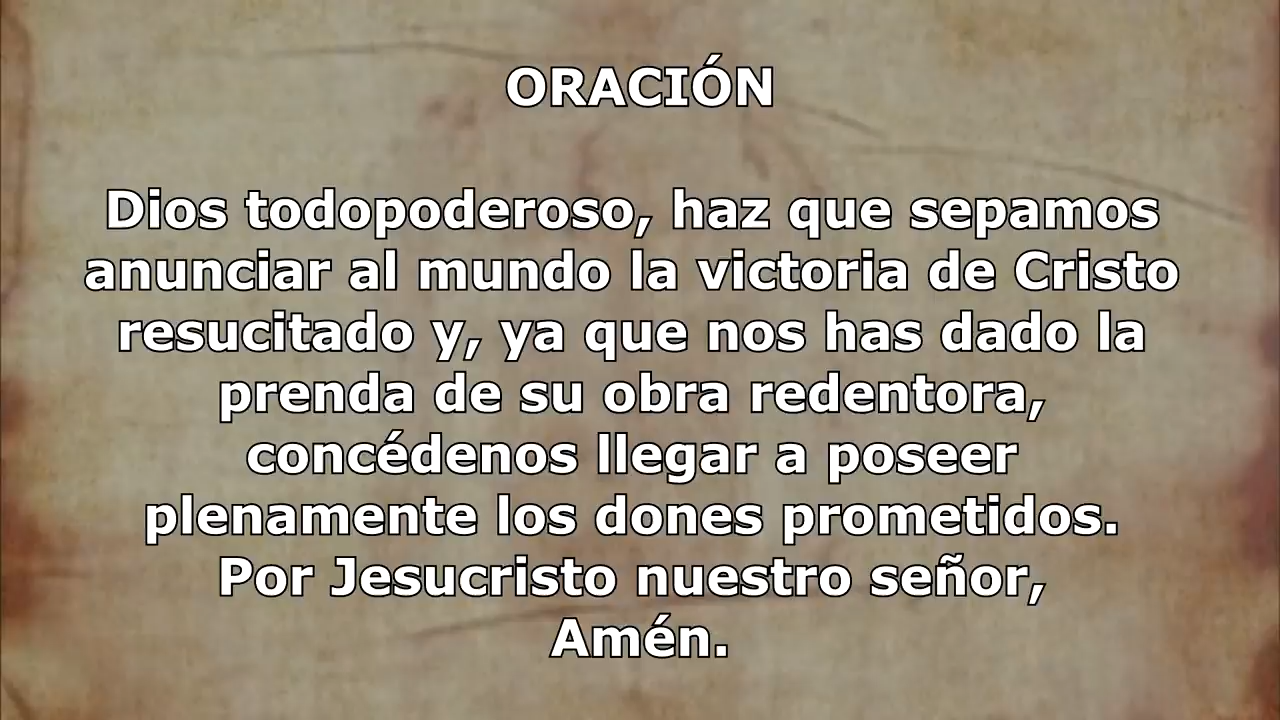 ORACIÓN
Dios todopoderoso, haz que sepamos
anunciar al mundo la victoria de Cristo
resucitado y, ya que nos has dado la
prenda de su obra redentora,
concédenos llegar a poseer
plenamente los dones prometidos.
Por Jesucristo nuestro señor,
Amén.